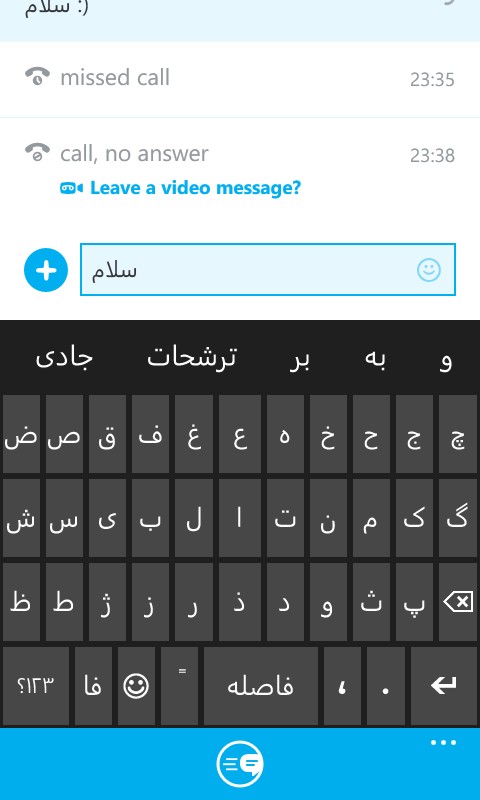 سلام :)
missed call 23:35
call, no answer 23:38
Leave a video message?
سلام
جادی ترشحات بر به و
ض ص ق ف غ ع ه خ ح ج چ
ش س ی ب ل ا ت ن م ک گ
ظ ط ژ ز ر ذ د و ث پ
؟۱۲۳ فا = فاصله ، .